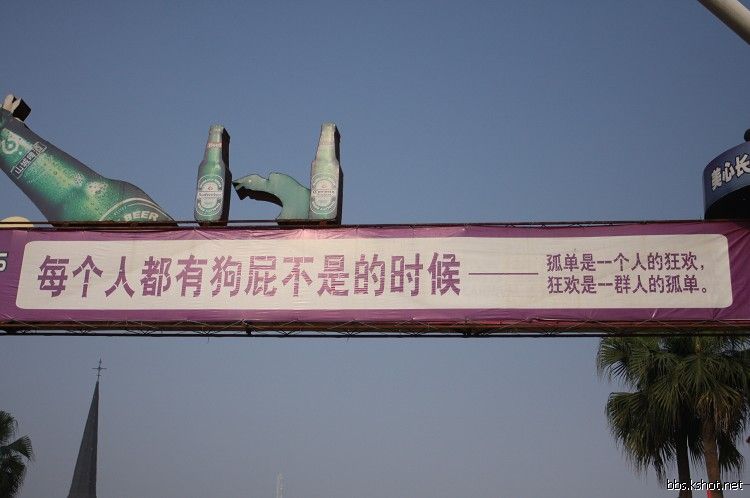 山城啤酒
BEER
美心长
5
每个人都有狗屁不是的时候——
孤单是一个人的狂欢，
狂欢是一群人的孤单。
bbs.kshot.net